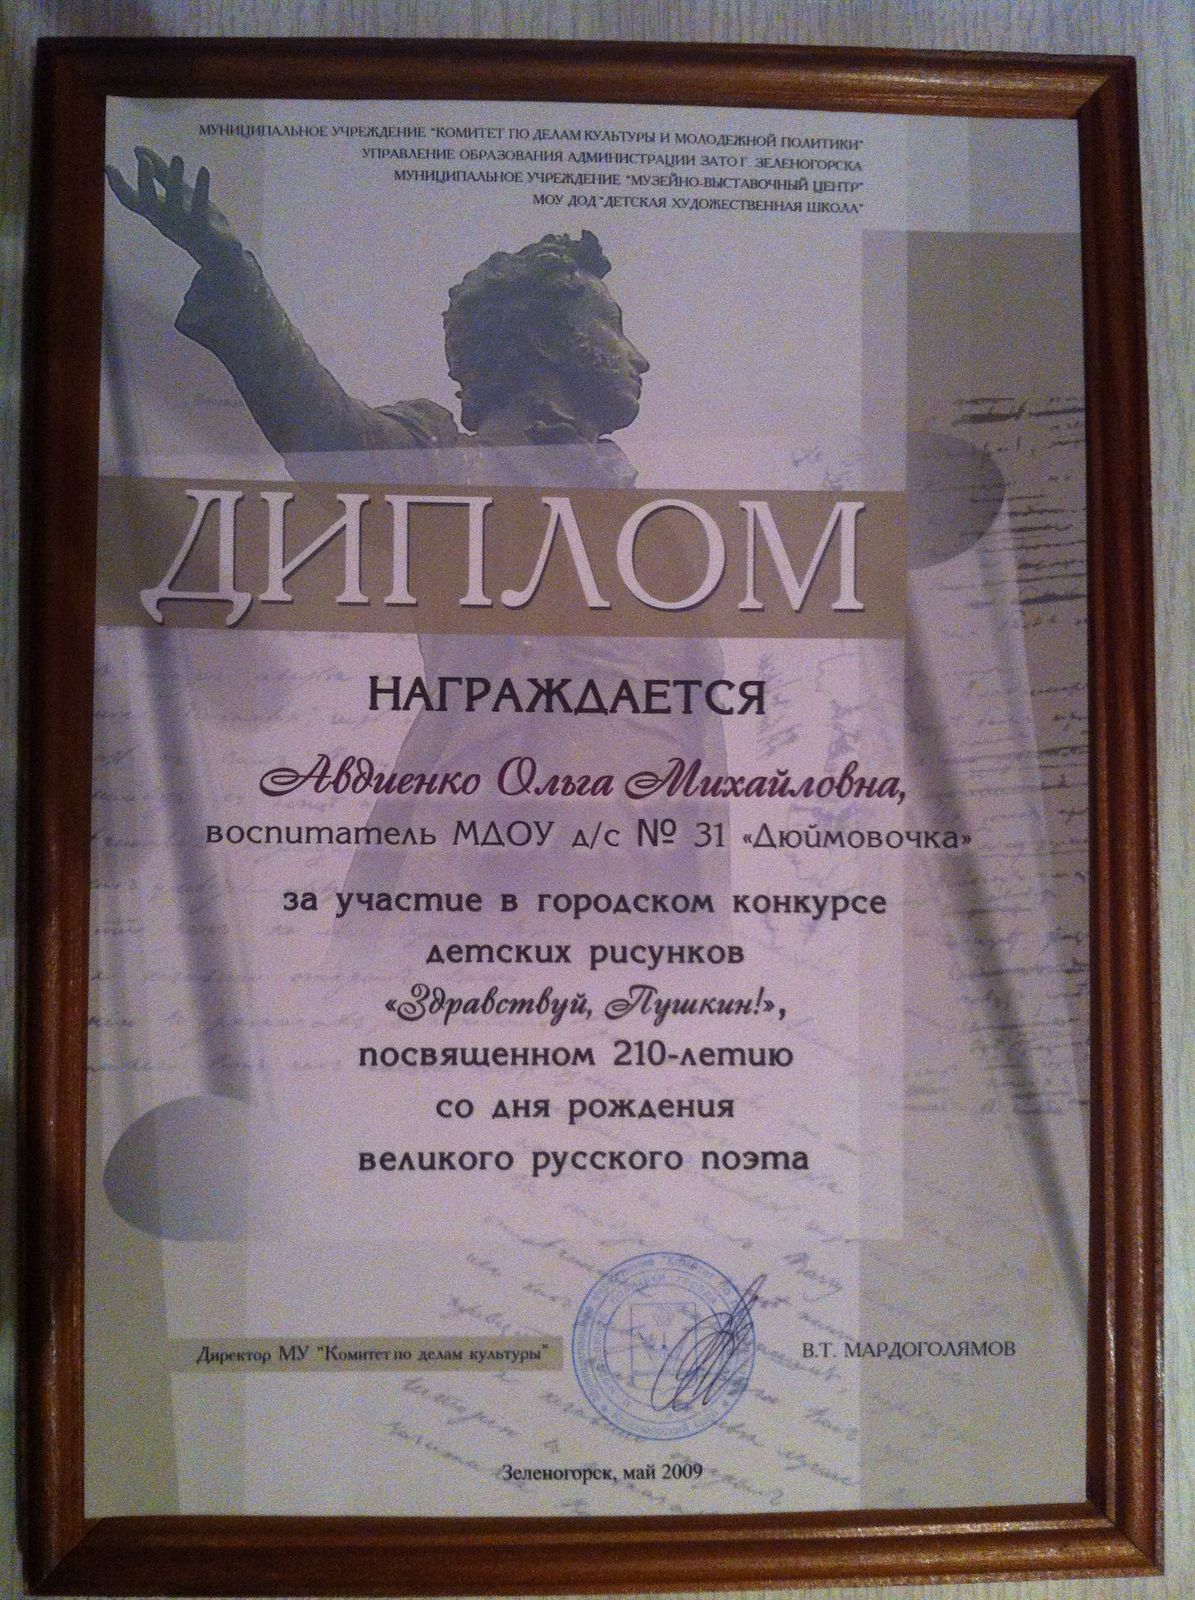 МУНИЦИПАЛЬНОЕ УЧРЕЖДЕНИЕ "КОМИТЕТ ПО ДЕЛАМ КУЛЬТУРЫ И МОЛОДЕЖНОЙ ПОЛИТИКИ"
УПРАВЛЕНИЕ ОБРАЗОВАНИЯ АДМИНИСТРАЦИИ ЗАТО Г. ЗЕЛЕНОГОРСКА
МУНИЦИПАЛЬНОЕ УЧРЕЖДЕНИЕ "МУЗЕЙНО-ВЫСТАВОЧНЫЙ ЦЕНТР"
МОУ ДОД "ДЕТСКАЯ ХУДОЖЕСТВЕННАЯ ШКОЛА"
ДИПЛОМ
НАГРАЖДАЕТСЯ
Авдиенко Ольга Михайловна,
воспитатель МДОУ д/с № 31 «Дюймовочка»
за участие в городском конкурсе
детских рисунков
«Здравствуй, Пушкин!»,
посвященном 210-летию
со дня рождения
великого русского поэта
Директор МУ "Комитет по делам культуры"
В.Т. МАРДОГОЛЯМОВ
Зеленогорск, май 2009